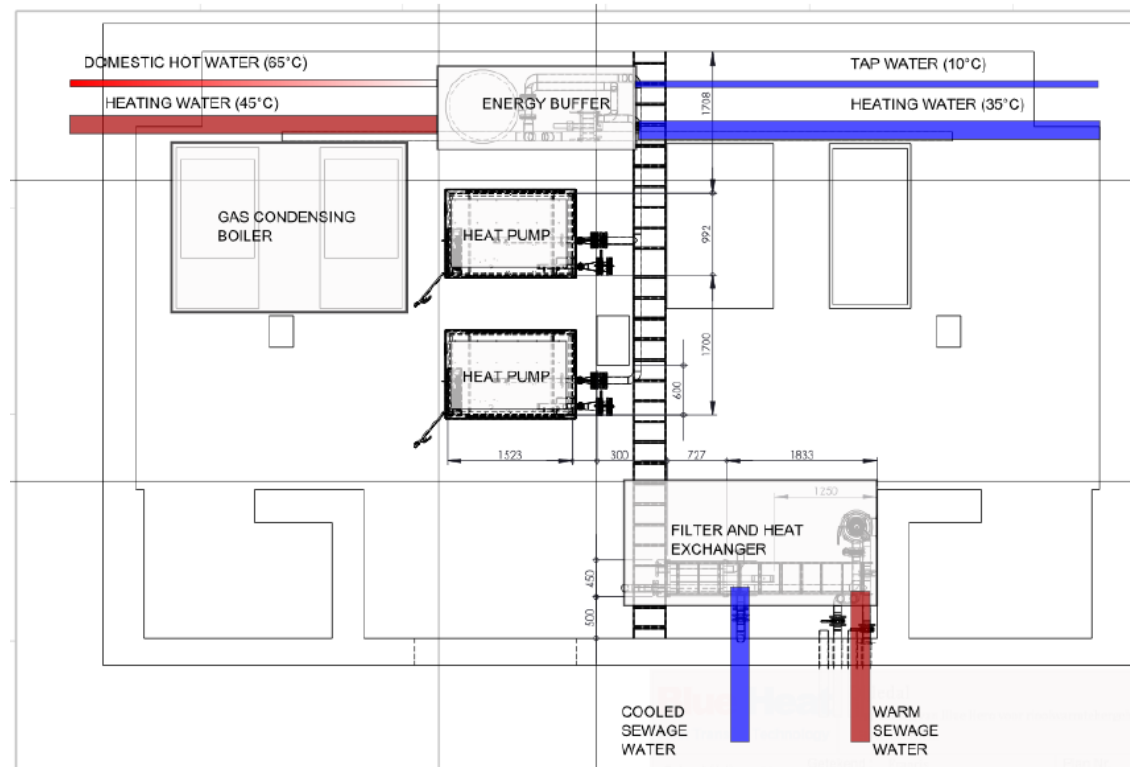 DOMESTIC HOT WATER (65°C)
TAP WATER (10°C)
ENERGY BUFFER
HEATING WATER (45°C)
HEATING WATER (35°C)
1708
GAS CONDENSING
BOILER
HEAT PUMP
992
1700
HEAT PUMP
600
1523
300
727
1833
1250
FILTER AND HEAT
EXCHANGER
450
500
COOLED
SEWAGE
WATER
WARM
SEWAGE
WATER